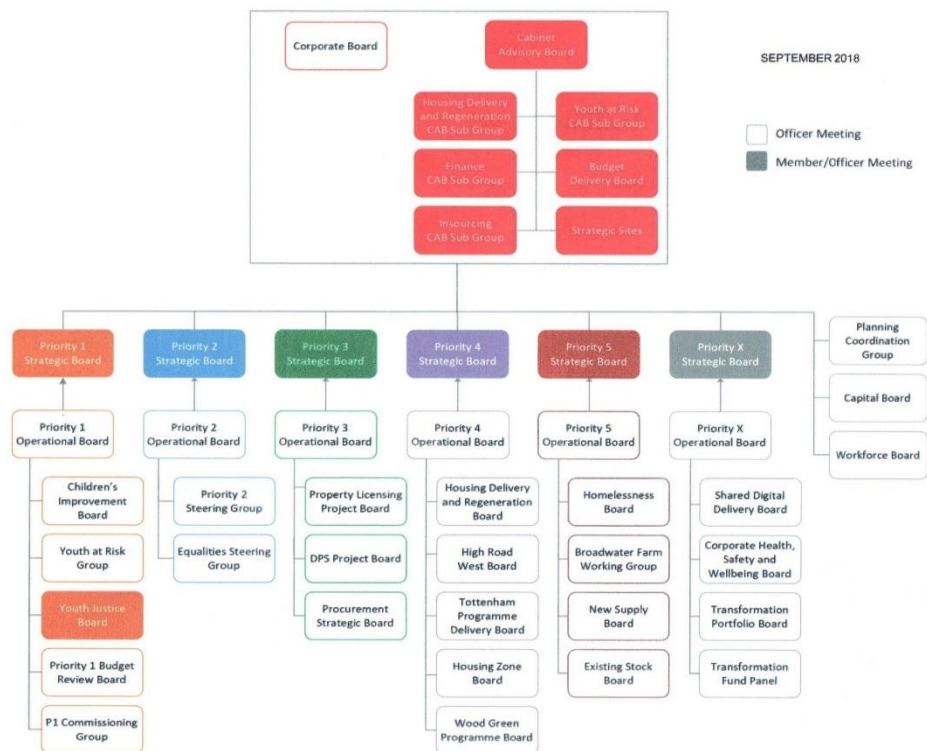 Corporate Board
Cabinet
Advisory Board
SEPTEMBER 2018
Housing Delivery
and Regeneration
CAB Sub Group
Youth at Risk
CAB Sub Group
Officer Meeting
Member/Officer Meeting
Finance
CAB Sub Group
Budget
Delivery Board
Insourcing
CAB Sub Group
Strategic Sites
Priority 1
Strategic Board
Priority 2
Strategic Board
Priority 3
Strategic Board
Priority 4
Strategic Board
Priority 5
Strategic Board
Priority X
Strategic Board
Planning
Coordination
Group
Capital Board
Workforce Board
Priority 1
Operational Board
Priority 2
Operational Board
Priority 3
Operational Board
Priority 4
Operational Board
Priority 5
Operational Board
Priority X
Operational Board
Children's
Improvement
Board
Youth at Risk
Group
Youth Justice
Board
Priority 1 Budget
Review Board
P1 Commissioning
Group
Priority 2
Steering Group
Equalities Steering
Group
Property Licensing
Project Board
DPS Project Board
Procurement
Strategic Board
Housing Delivery
and Regeneration
Board
High Road
West Board
Tottenham
Programme
Delivery Board
Housing Zone
Board
Wood Green
Programme Board
Homelessness
Board
Broadwater Farm
Working Group
New Supply
Board
Existing Stock
Board
Shared Digital
Delivery Board
Corporate Health,
Safety and
Wellbeing Board
Transformation
Portfolio Board
Transformation
Fund Panel